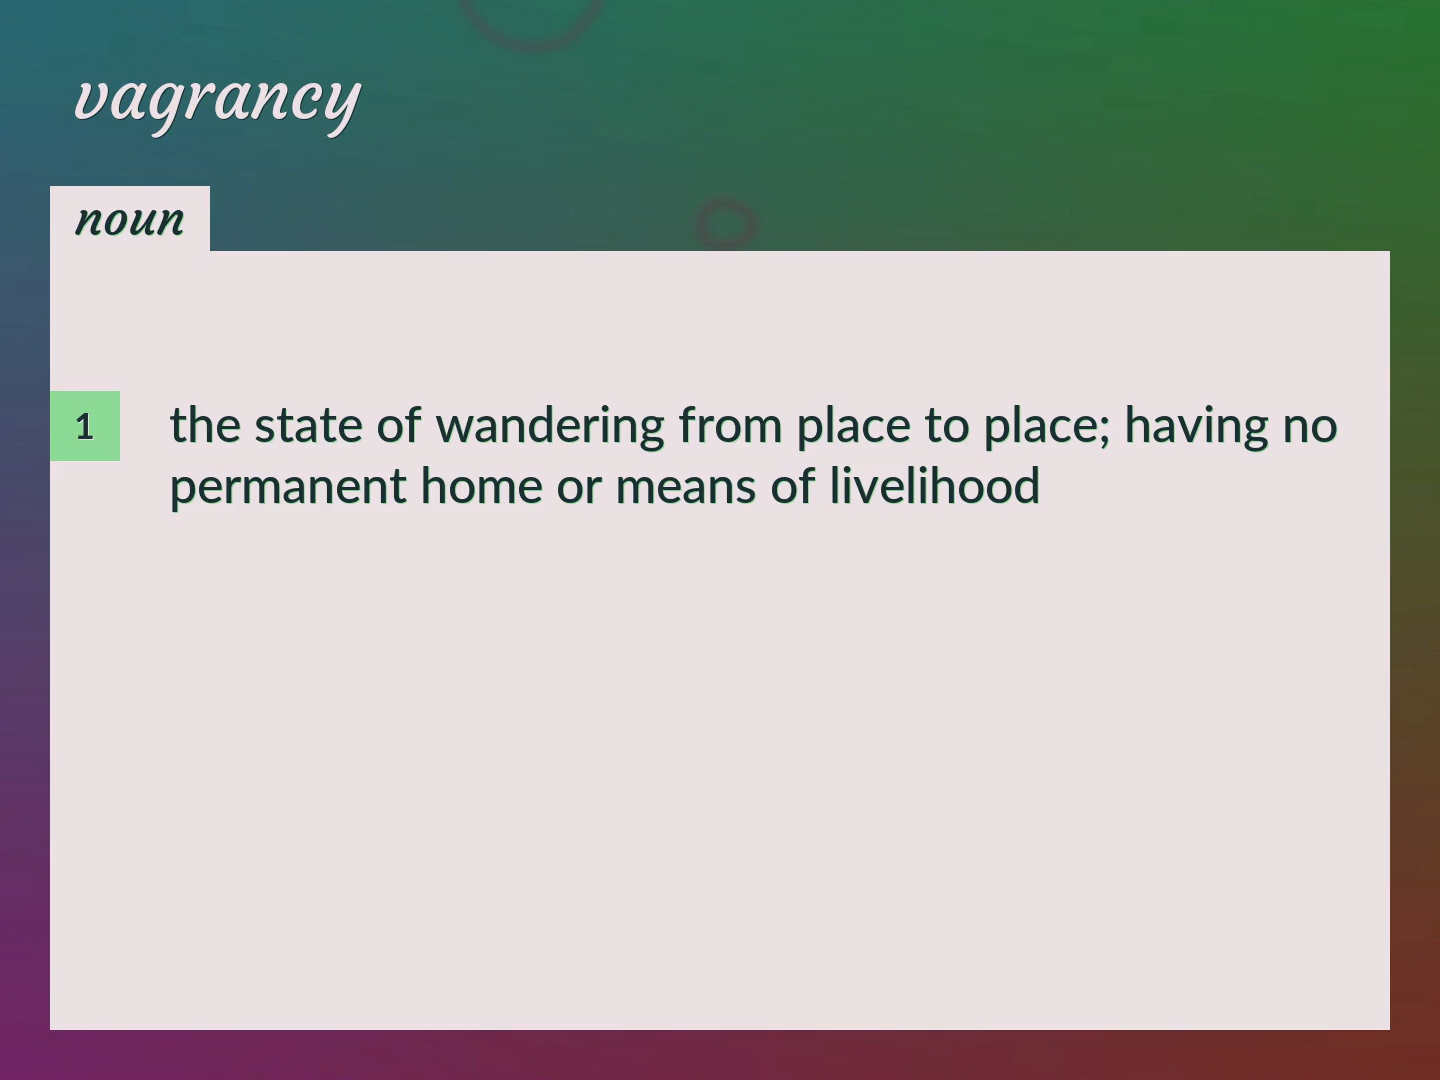 vagrancy
noun
1
the state of wandering from place to place; having no
permanent home or means of livelihood